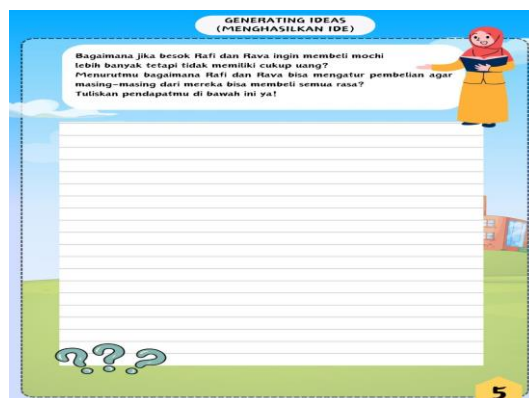 GENERATING IDEAS
(MENGHASILKAN IDE)
Bagaimana jika besok Rafi dan Rava ingin membeli mochi
lebih banyak tetapi tidak memiliki cukup uang?
Menurutmu bagaimana Rafi dan Rava bisa mengatur pembelian agar
masing-masing dari mereka bisa membeli semua rasa?
Tuliskan pendapatmu di bawah ini ya!
???
5